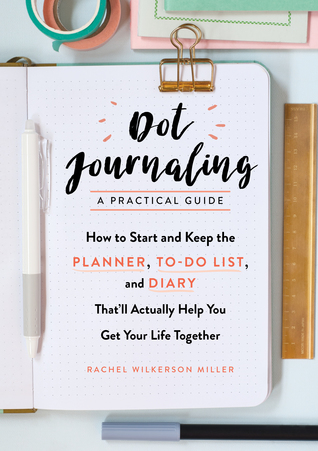 Dot
Journaling
A PRACTICAL GUIDE
How to Start and Keep the
PLANNER, TO-DO LIST,
and DIARY
That'll Actually Help You
Get Your Life Together
RACHEL WILKERSON MILLER